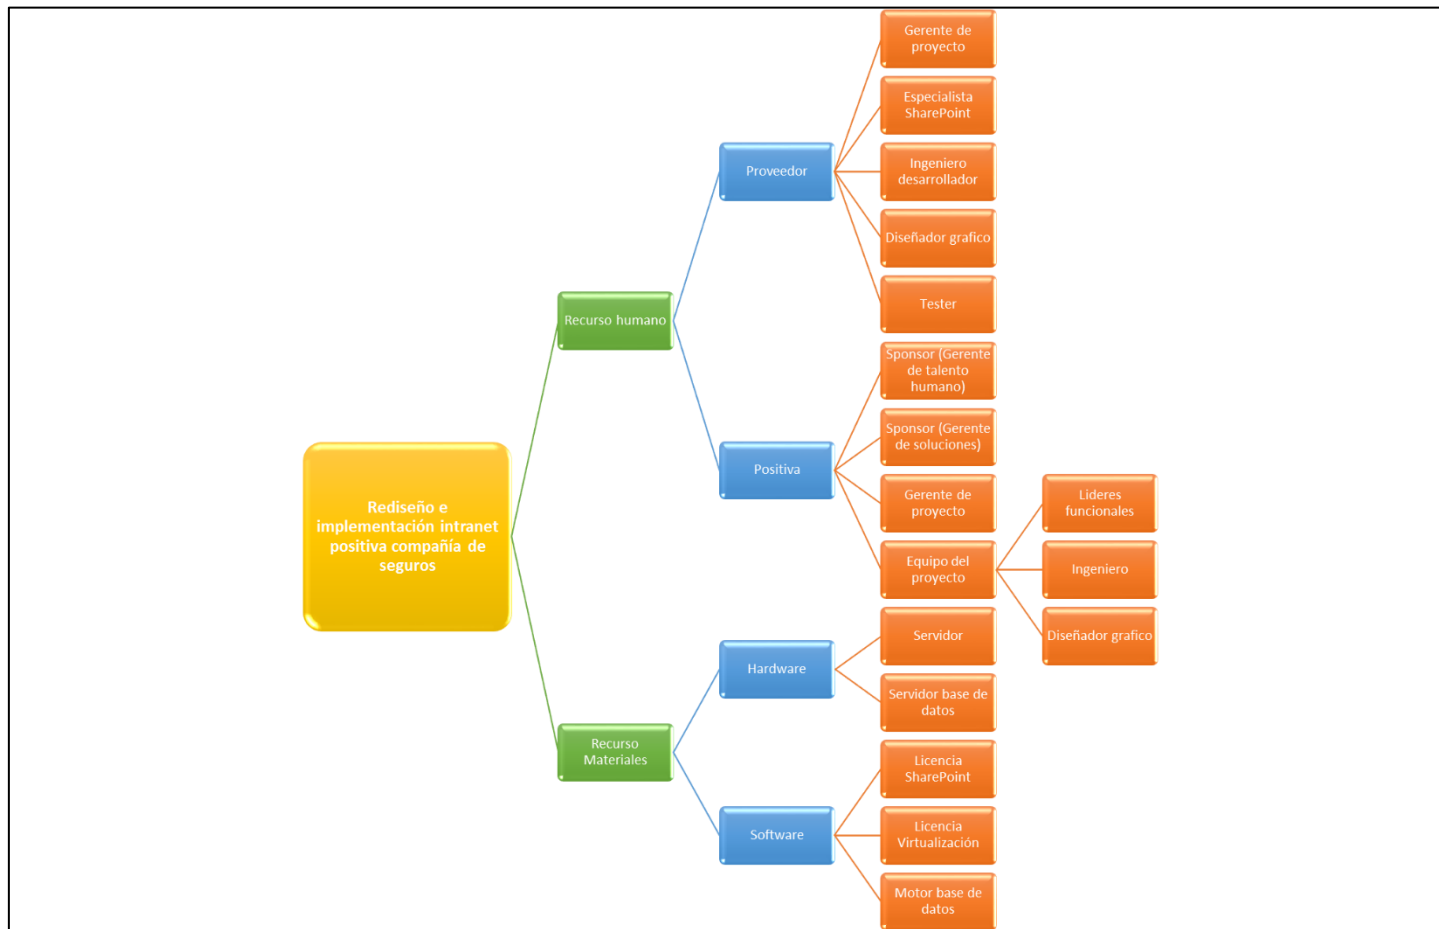 Rediseño e
implementación intranet
positiva compañía de
seguros
Recurso humano
Proveedor
Gerente de
proyecto
Especialista
SharePoint
Ingeniero
desarrollador
Diseñador grafico
Tester
Positiva
Sponsor (Gerente
de talento
humano)
Sponsor (Gerente
de soluciones)
Gerente de
proyecto
Equipo del
proyecto
Lideres
funcionales
Ingeniero
Diseñador grafico
Recurso
Materiales
Hardware
Servidor
Servidor base de
datos
Software
Licencia
SharePoint
Licencia
Virtualización
Motor base de
datos